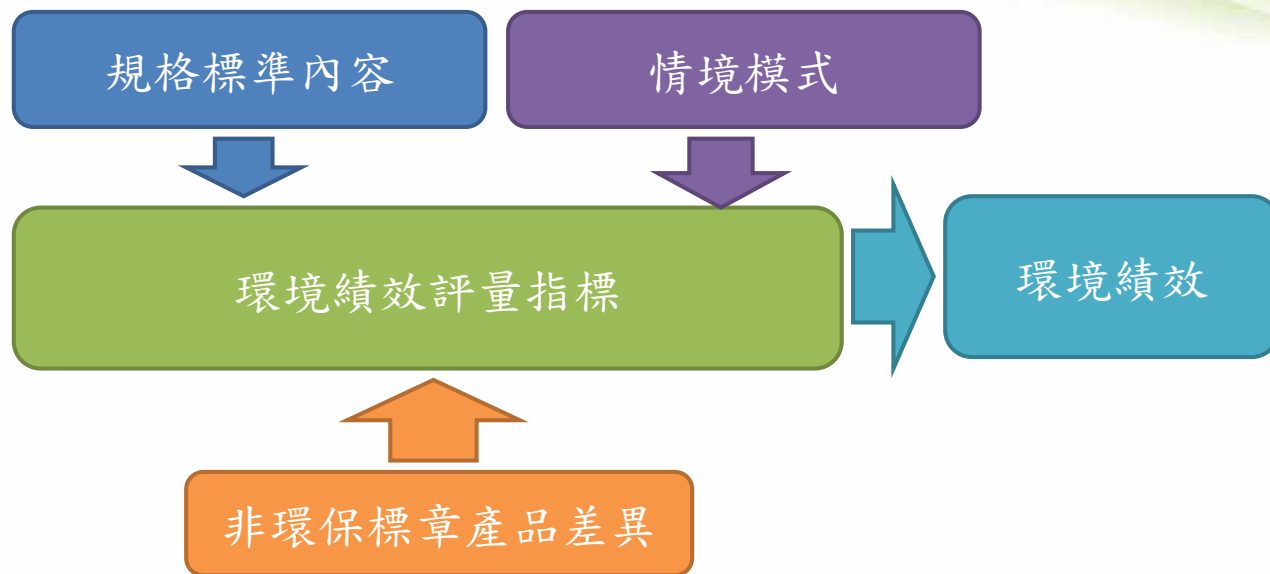 規格標準內容
情境模式
環境績效評量指標
環境績效
非環保標章產品差異